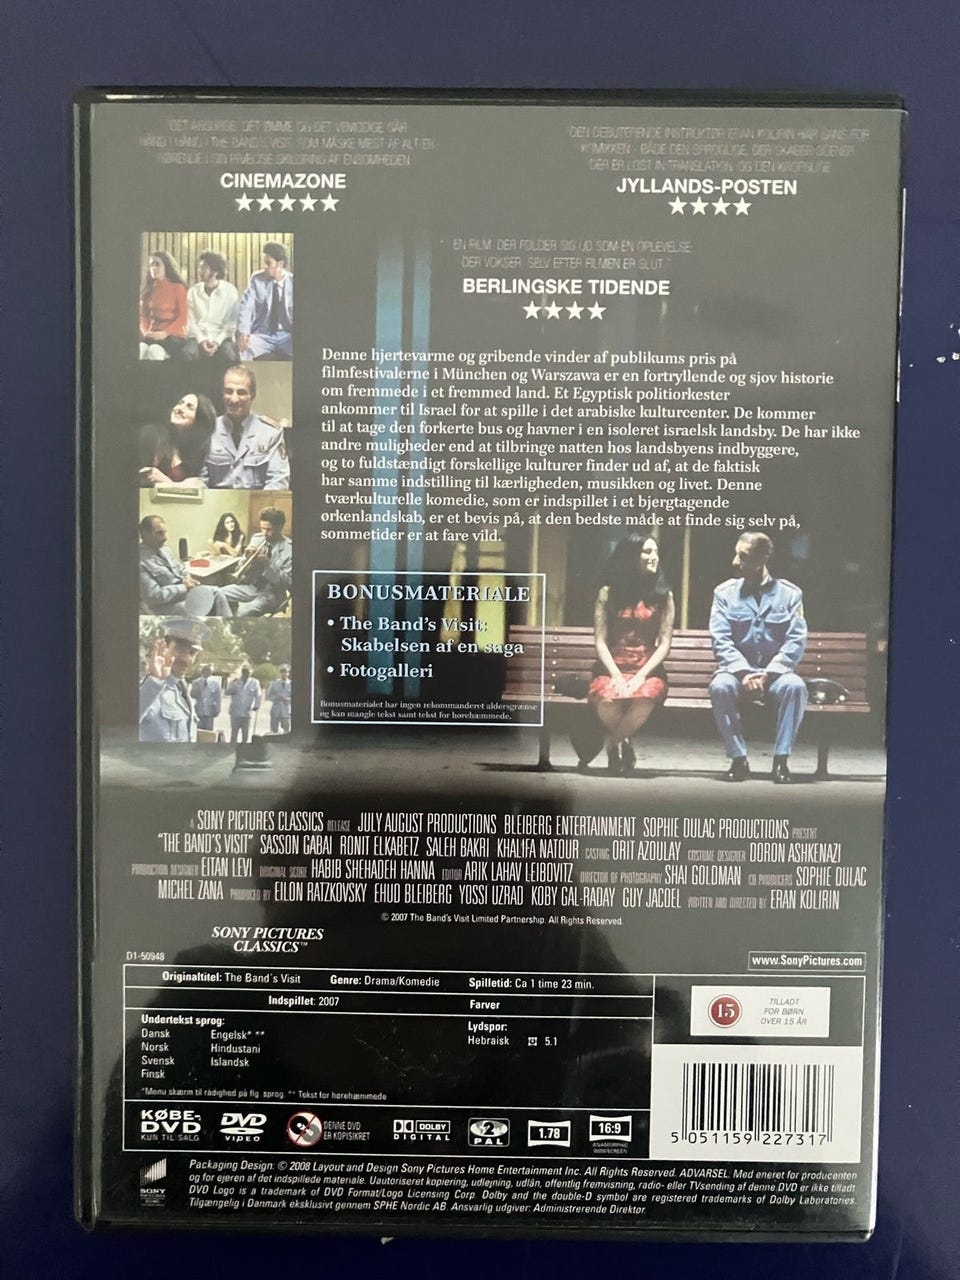 "DET ABSURDE, DET ØMME OG DET VEMODIGE GÅR
HÅND I HÅND I THE BAND'S VISIT, SOM MÅSKE MEST AF ALT ER
RØRENDE I SIN PRÆCISE SKILDRING AF ENSOMHEDEN.
CINEMAZONE
★★★★★
"DEN DEBUTERENDE INSTRUKTØR ERAN KOLIRIN HAR SANS FOR
KOMIKKEN - BÅDE DEN SPROGLIGE, DER SKABER SCENER
DER ER LOST IN TRANSLATION, OG DEN KROPSLIGE."
JYLLANDS-POSTEN
★★★★
"EN FILM, DER FOLDER SIG UD SOM EN OPLEVELSE,
DER VOKSER, SELV EFTER FILMEN ER SLUT."
BERLINGSKE TIDENDE
★★★★
Denne hjertevarme og gribende vinder af publikums pris på
filmfestivalerne i München og Warszawa er en fortryllende og sjov historie
om fremmede i et fremmed land. Et Egyptisk politiorkester
ankommer til Israel for at spille i det arabiske kulturcenter. De kommer
til at tage den forkerte bus og havner i en isoleret israelsk landsby. De har ikke
andre muligheder end at tilbringe natten hos landsbyens indbyggere,
og to fuldstændigt forskellige kulturer finder ud af, at de faktisk
har samme indstilling til kærligheden, musikken og livet. Denne
tværkulturelle komedie, som er indspillet i et bjergtagende
ørkenlandskab, er et bevis på, at den bedste måde at finde sig selv på,
sommetider er at fare vild.
BONUSMATERIALE
• The Band's Visit:
Skabelsen af en saga
• Fotogalleri
Bonusmaterialet har ingen rekommanderet aldersgrænse
og kan mangle tekst samt tekst for hørehæmmede.
A SONY PICTURES CLASSICS RELEASE JULY AUGUST PRODUCTIONS BLEIBERG ENTERTAINMENT SOPHIE DULAC PRODUCTIONS PRESENT
"THE BAND'S VISIT" SASSON GABAI RONIT ELKABETZ SALEH BAKRI KHALIFA NATOUR CASTING ORIT AZOULAY COSTUME DESIGNER DORON ASHKENAZI
PRODUCTION DESIGNER EITAN LEVI ORIGINAL SCORE HABIB SHEHADEH HANNA EDITOR ARIK LAHAV LEIBOVITZ DIRECTOR OF PHOTOGRAPHY SHAI GOLDMAN CO PRODUCERS SOPHIE DULAC
MICHEL ZANA PRODUCED BY EILON RATZKOVSKY EHUD BLEIBERG YOSSI UZRAD KOBY GAL-RADAY GUY JACOEL WRITTEN AND DIRECTED BY ERAN KOLIRIN
© 2007 The Band's Visit Limited Partnership. All Rights Reserved.
SONY PICTURES
CLASSICS™
D1-50948
www.SonyPictures.com
Originaltitel: The Band's Visit Genre: Drama/Komedie Spilletid: Ca 1 time 23 min.
Indspillet: 2007 Farver
Undertekst sprog:
Dansk Engelsk* **
Norsk Hindustani
Svensk Islandsk
Finsk
Lydspor:
Hebraisk 5.1
*Menu skærm til rådighed på flg. sprog. ** Tekst for hørehæmmede
15
TILLADT
FOR BØRN
OVER 15 ÅR
KØBE-
DVD
KUN TIL SALG
DVD
VIDEO
DENNE DVD
ER KOPISIKRET
DOLBY
DIGITAL
2
PAL
1.78
16:9
ANAMORPHIC
WIDESCREEN
5 051159 227317
SONY
Packaging Design: © 2008 Layout and Design Sony Pictures Home Entertainment Inc. All Rights Reserved. ADVARSEL: Med eneret for producenten
og for ejeren af det indspillede materiale. Uautoriseret kopiering, udlejning, udlån, offentlig fremvisning, radio- eller TVsending af denne DVD er ikke tilladt.
DVD Logo is a trademark of DVD Format/Logo Licensing Corp. Dolby and the double-D symbol are registered trademarks of Dolby Laboratories.
Tilgængelig i Danmark eksklusivt gennem SPHE Nordic AB. Ansvarlig udgiver: Administrerende Direktør.